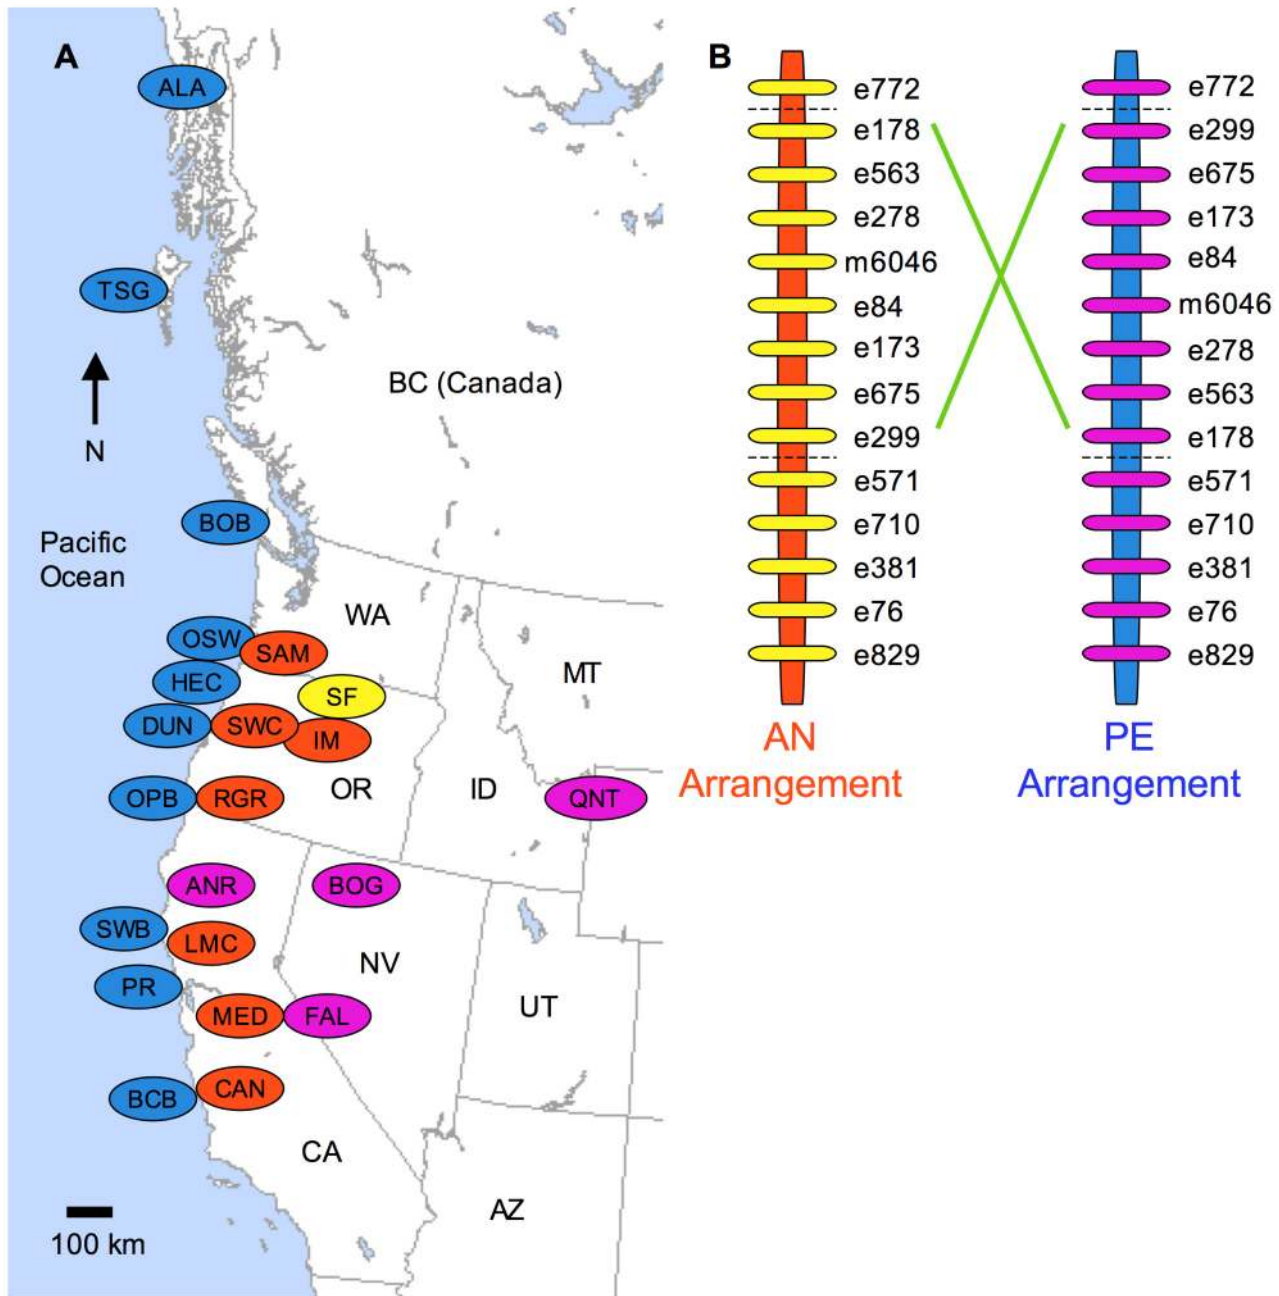 A
ALA
TSG
N
BC (Canada)
BOB
Pacific
Ocean
WA
OSW
SAM
HEC
SF
MT
DUN
SWC
IM
OPB
RGR
OR
ID
QNT
ANR
BOG
SWB
LMC
NV
PR
MED
FAL
UT
BCB
CAN
CA
AZ
100 km
B
e772
e178
e563
e278
m6046
e84
e173
e675
e299
e571
e710
e381
e76
e829
AN
Arrangement
e772
e299
e675
e173
e84
m6046
e278
e563
e178
e571
e710
e381
e76
e829
PE
Arrangement